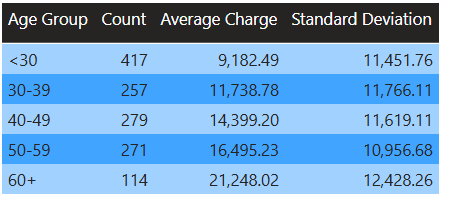 Age Group Count Average Charge Standard Deviation
<30 417 9,182.49 11,451.76
30-39 257 11,738.78 11,766.11
40-49 279 14,399.20 11,619.11
50-59 271 16,495.23 10,956.68
60+ 114 21,248.02 12,428.26